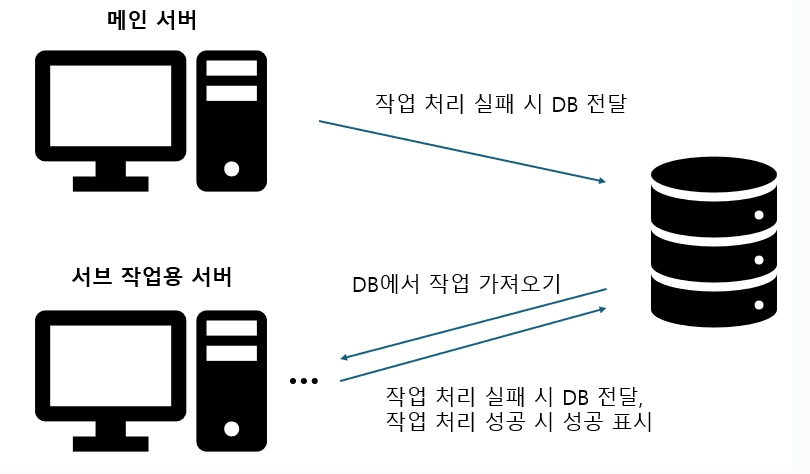 메인 서버
작업 처리 실패 시 DB 전달
서브 작업용 서버
DB에서 작업 가져오기
...
작업 처리 실패 시 DB 전달,
작업 처리 성공 시 성공 표시